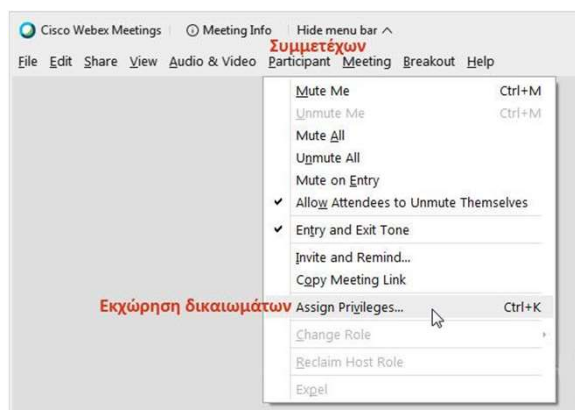 Cisco Webex Meetings Meeting Info Hide menu bar
Συμμετέχων
File Edit Share View Audio & Video Participant Meeting Breakout Help
Mute Me Ctrl+M
Unmute Me Ctrl+M
Mute All
Unmute All
Mute on Entry
Allow Attendees to Unmute Themselves
Entry and Exit Tone
Invite and Remind...
Copy Meeting Link
Εκχώρηση δικαιωμάτων Assign Privileges... Ctrl+K
Change Role
Reclaim Host Role
Expel